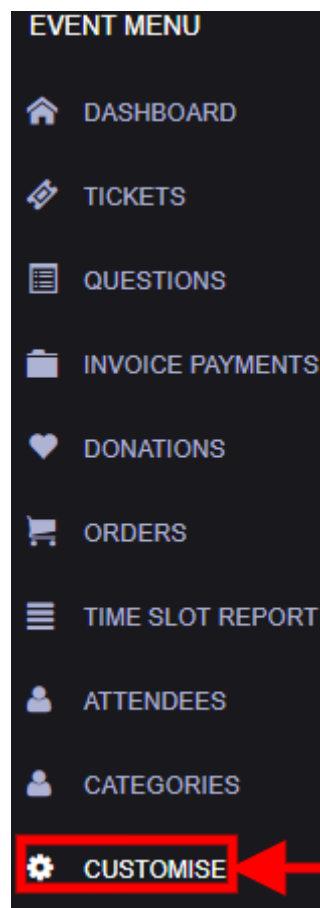 EVENT MENU
DASHBOARD
TICKETS
QUESTIONS
INVOICE PAYMENTS
DONATIONS
ORDERS
TIME SLOT REPORT
ATTENDEES
CATEGORIES
CUSTOMISE